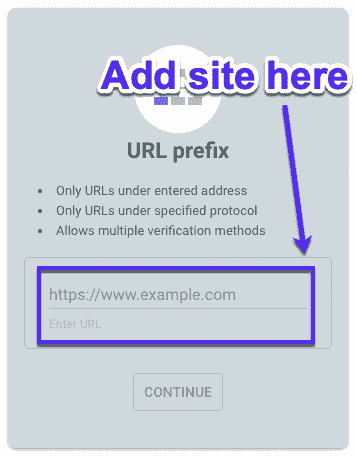 Add site here
URL prefix
Only URLs under entered address
Only URLs under specified protocol
Allows multiple verification methods
https://www.example.com
Enter URL
CONTINUE